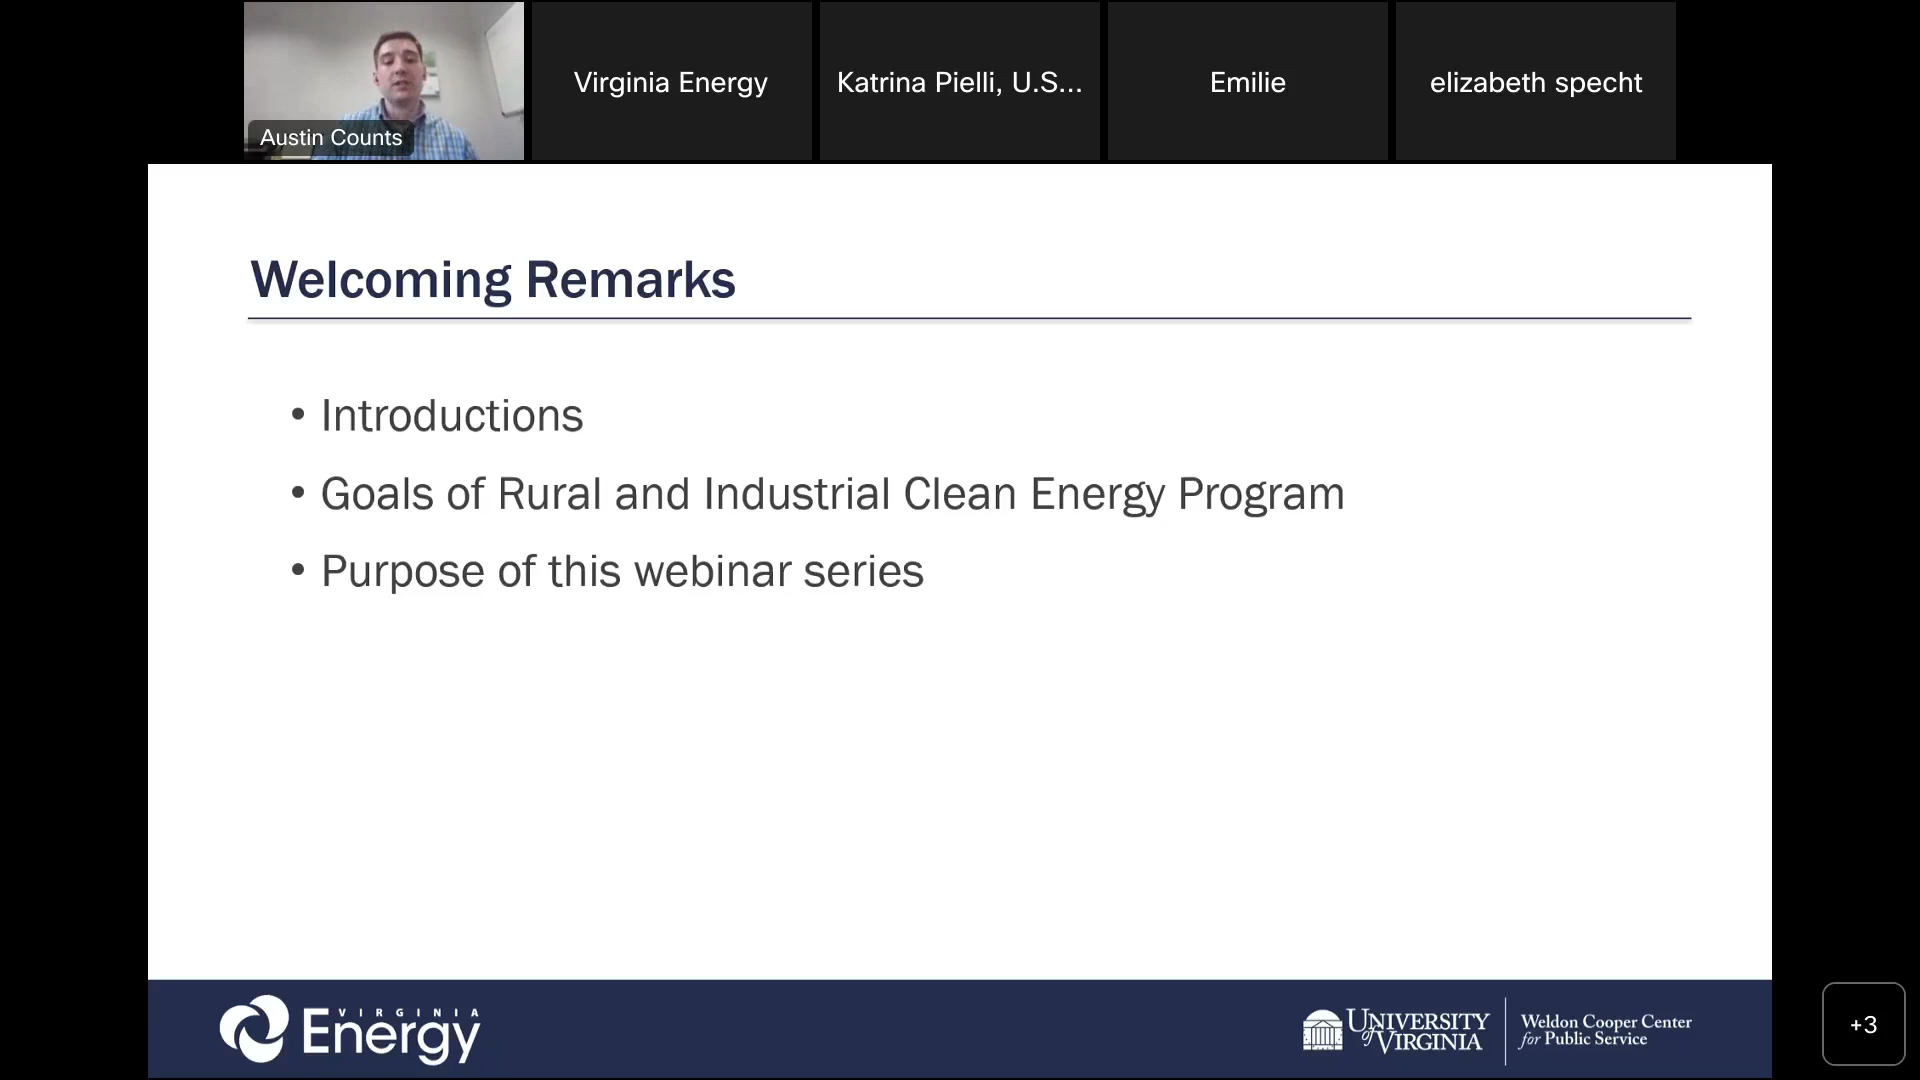 Austin Counts
Virginia Energy
Katrina Pielli, U.S...
Emilie
elizabeth specht
Welcoming Remarks
• Introductions
• Goals of Rural and Industrial Clean Energy Program
• Purpose of this webinar series
VIRGINIA
Energy
UNIVERSITY
of VIRGINIA
Weldon Cooper Center
for Public Service
+3